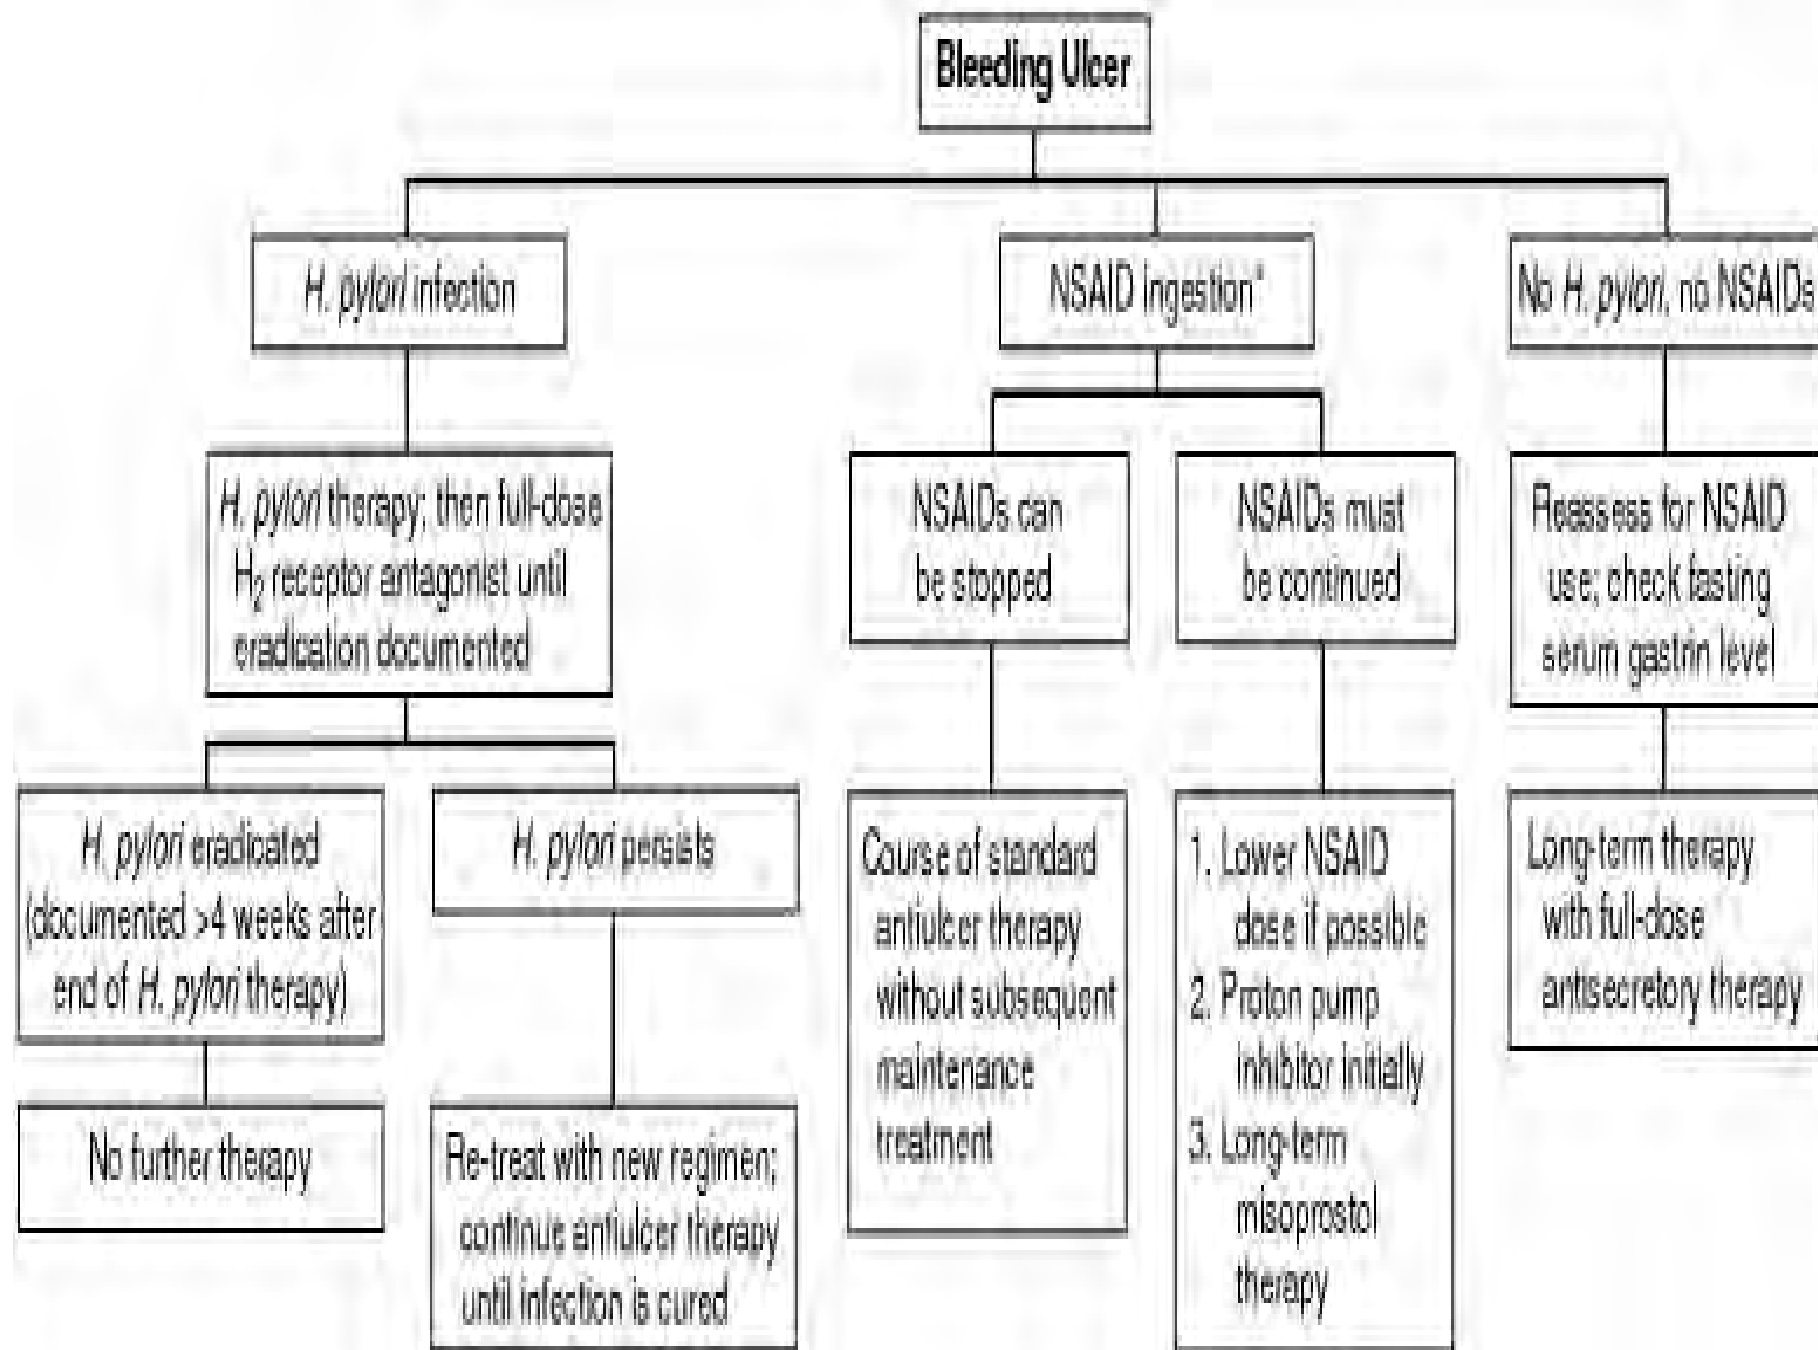 Bleeding Ulcer
H. pylori infection
NSAID ingestion*
No H. pylori, no NSAIDs
H. pylori therapy; then full-dose
H2 receptor antagonist until
eradication documented
NSAIDs can
be stopped
NSAIDs must
be continued
Reassess for NSAID
use; check fasting
serum gastrin level
H. pylori eradicated
(documented >4 weeks after
end of H. pylori therapy)
H. pylori persists
Course of standard
antiulcer therapy
without subsequent
maintenance
treatment
1. Lower NSAID
dose if possible
2. Proton pump
inhibitor initially
3. Long-term
misoprostol
therapy
Long-term therapy
with full-dose
antisecretory therapy
No further therapy
Re-treat with new regimen;
continue antiulcer therapy
until infection is cured